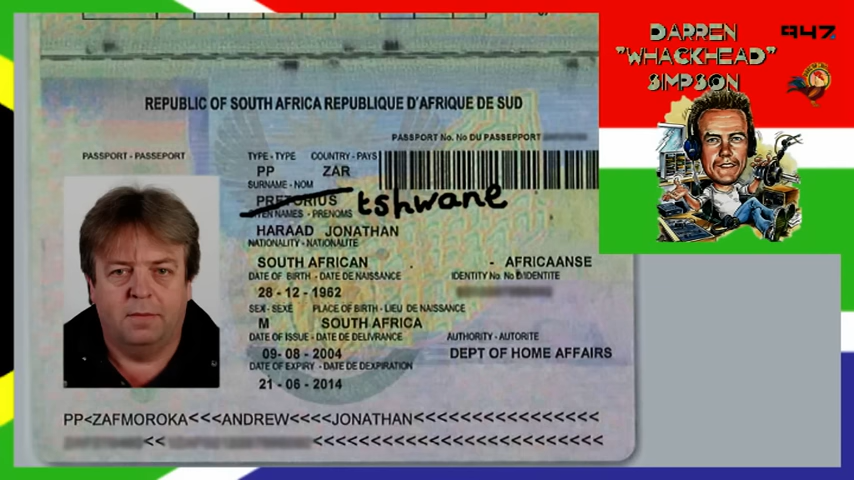 DARREN
"WHACKHEAD"
SIMPSON
947
REPUBLIC OF SOUTH AFRICA REPUBLIQUE D'AFRIQUE DE SUD
PASSPORT No. No DU PASSEPPORT
PASSPORT - PASSEPORT
TYPE - TYPE COUNTRY - PAYS
PP ZAR
SURNAME - NOM
PRETORIUS tshwane
NAMES - PRENOMS
HARAAD JONATHAN
NATIONALITY - NATIONALITE
SOUTH AFRICAN - AFRICAANSE
DATE OF BIRTH - DATE DE NAISSANCE IDENTITY No. No D'IDENTITE
28 - 12 - 1962
SEX - SEXE PLACE OF BIRTH - LIEU DE NAISSANCE
M SOUTH AFRICA
DATE OF ISSUE - DATE DE DELIVRANCE AUTHORITY - AUTORITE
09 - 08 - 2004 DEPT OF HOME AFFAIRS
DATE OF EXPIRY - DATE DE DEXPIRATION
21 - 06 - 2014
PP<ZAFMOROKA<<<ANDREW<<<<JONATHAN<<<<<<<<<<<<<<<<<